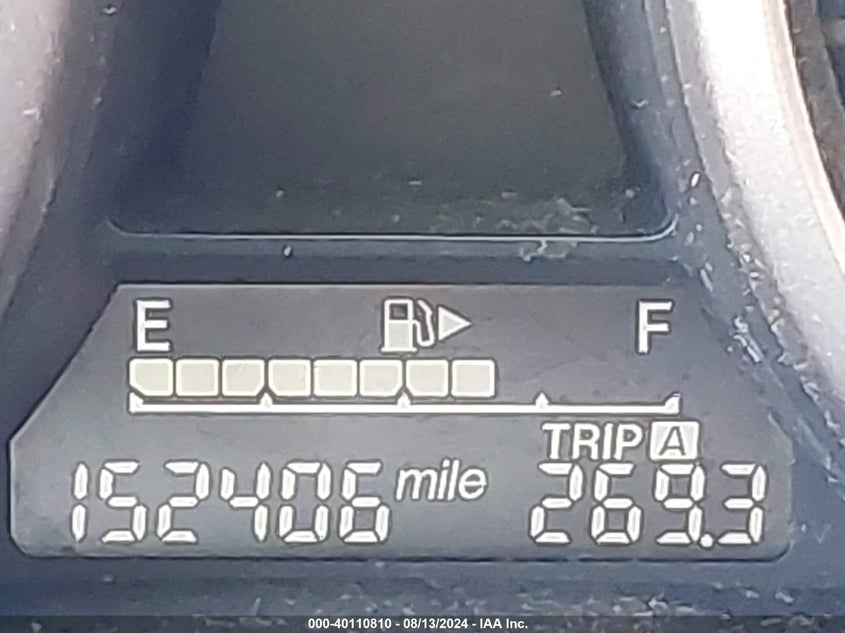 E F
TRIP A
152406 mile 269.3
000-40110810 - 08/13/2024 - IAA Inc.